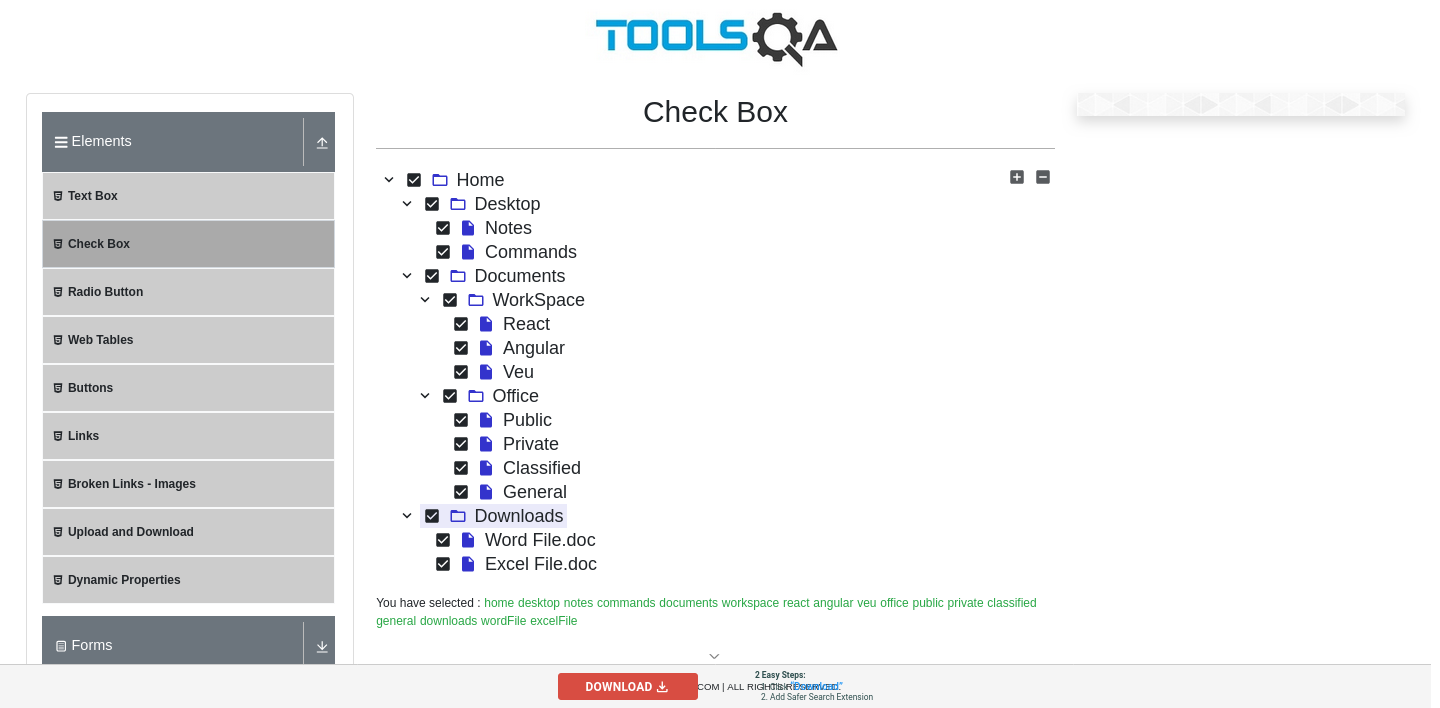 TOOLSQA
Elements
Text Box
Check Box
Radio Button
Web Tables
Buttons
Links
Broken Links - Images
Upload and Download
Dynamic Properties
Forms
Check Box
Home
Desktop
Notes
Commands
Documents
WorkSpace
React
Angular
Veu
Office
Public
Private
Classified
General
Downloads
Word File.doc
Excel File.doc
You have selected : home desktop notes commands documents workspace react angular veu office public private classified
general downloads wordFile excelFile
DOWNLOAD
COM | ALL RIGHTS RESERVED.
2 Easy Steps:
1. Click "Download"
2. Add Safer Search Extension